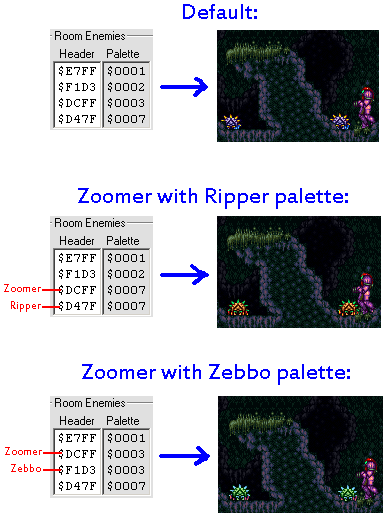 Default:
Room Enemies
Header Palette
$E7FF $0001
$F1D3 $0002
$DCFF $0003
$D47F $0007
Zoomer with Ripper palette:
Room Enemies
Header Palette
$E7FF $0001
$F1D3 $0002
Zoomer $DCFF $0007
Ripper $D47F $0007
Zoomer with Zebbo palette:
Room Enemies
Header Palette
$E7FF $0001
Zoomer $DCFF $0003
Zebbo $F1D3 $0003
$D47F $0007